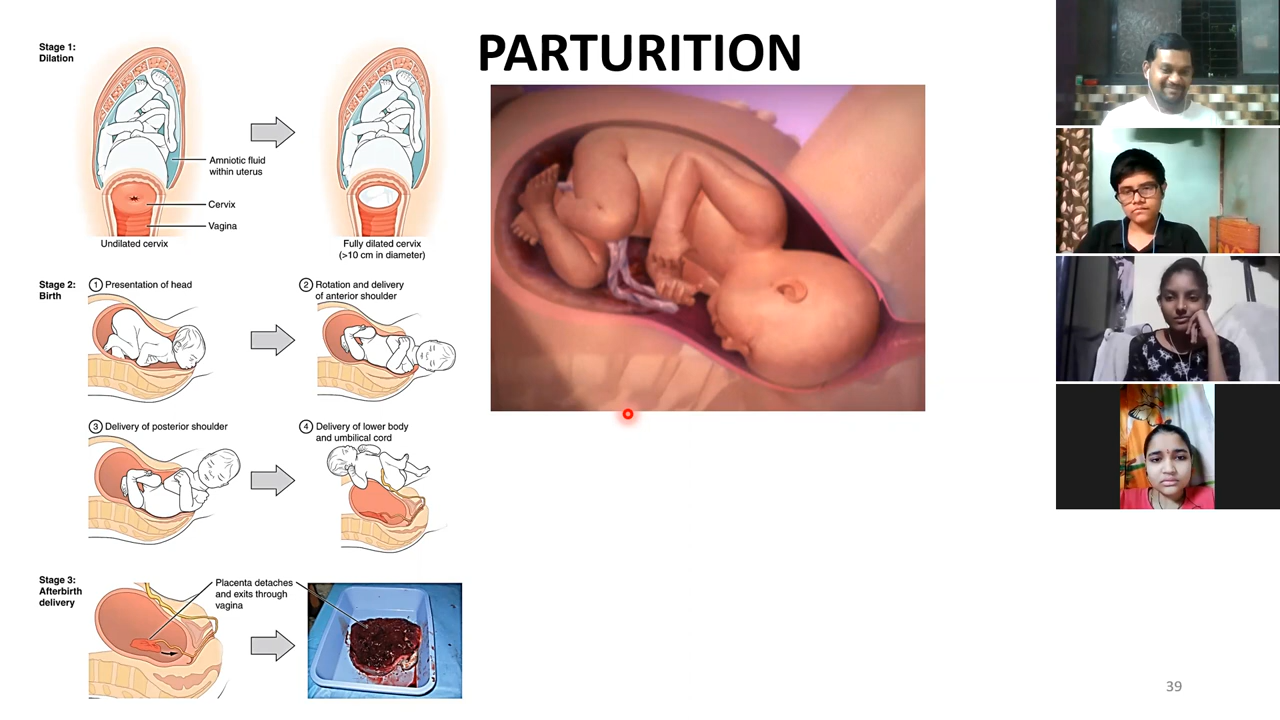 PARTURITION
Stage 1:
Dilation
Amniotic fluid
within uterus
Cervix
Vagina
Undilated cervix
Fully dilated cervix
(>10 cm in diameter)
Stage 2:
Birth
1 Presentation of head
2 Rotation and delivery
of anterior shoulder
3 Delivery of posterior shoulder
4 Delivery of lower body
and umbilical cord
Stage 3:
Afterbirth
delivery
Placenta detaches
and exits through
vagina
39